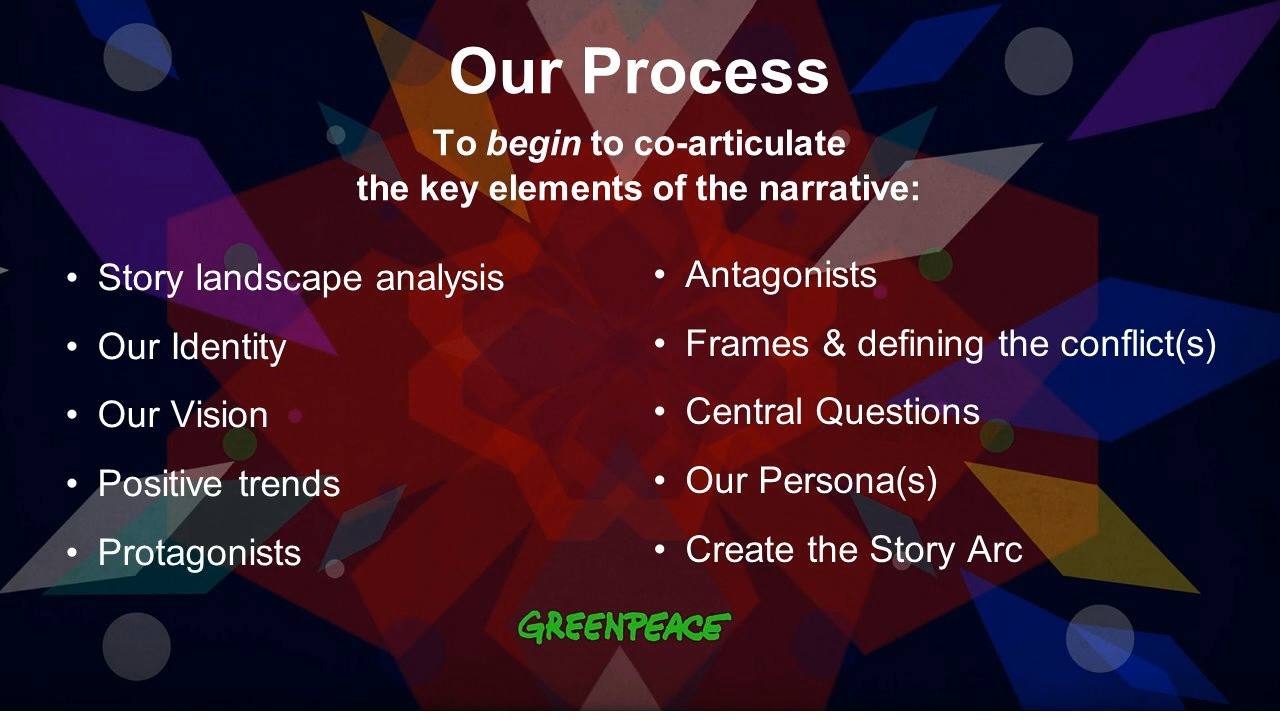 Our Process
To begin to co-articulate
the key elements of the narrative:
• Story landscape analysis
• Our Identity
• Our Vision
• Positive trends
• Protagonists
• Antagonists
• Frames & defining the conflict(s)
• Central Questions
• Our Persona(s)
• Create the Story Arc
GREENPEACE